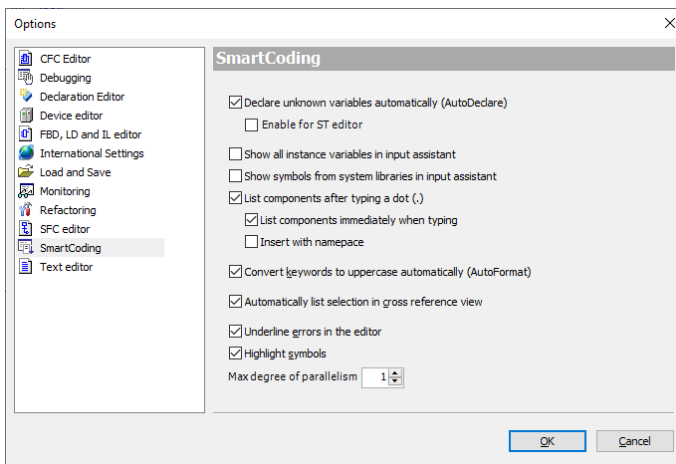 Options
CFC Editor
Debugging
Declaration Editor
Device editor
FBD, LD and IL editor
International Settings
Load and Save
Monitoring
Refactoring
SFC editor
SmartCoding
Text editor
SmartCoding
Declare unknown variables automatically (AutoDeclare)
Enable for ST editor
Show all instance variables in input assistant
Show symbols from system libraries in input assistant
List components after typing a dot (.)
List components immediately when typing
Insert with namepace
Convert keywords to uppercase automatically (AutoFormat)
Automatically list selection in cross reference view
Underline errors in the editor
Highlight symbols
Max degree of parallelism 1
OK Cancel